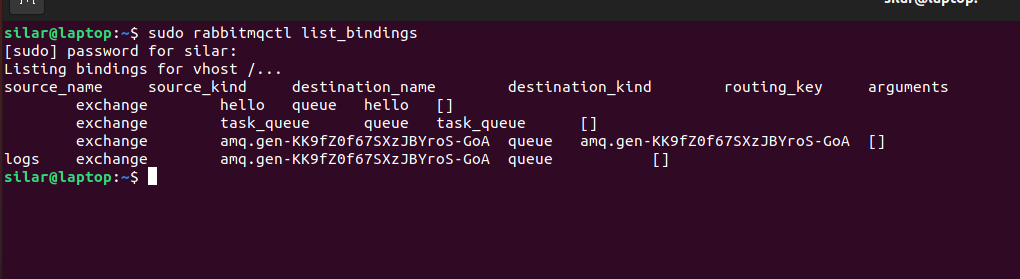 silar@laptop:
silar@laptop:~$ sudo rabbitmqctl list_bindings
[sudo] password for silar:
Listing bindings for vhost /...
source_name source_kind destination_name destination_kind routing_key arguments
exchange hello queue hello []
exchange task_queue queue task_queue []
exchange amq.gen-KK9fZ0f67SXzJBYroS-GoA queue amq.gen-KK9fZ0f67SXzJBYroS-GoA []
logs exchange amq.gen-KK9fZ0f67SXzJBYroS-GoA queue []
silar@laptop:~$